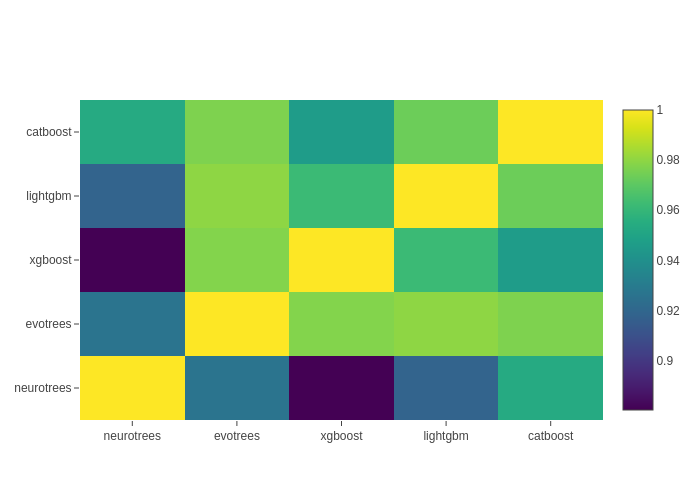 catboost
lightgbm
xgboost
evotrees
neurotrees
neurotrees evotrees xgboost lightgbm catboost
1
0.98
0.96
0.94
0.92
0.9